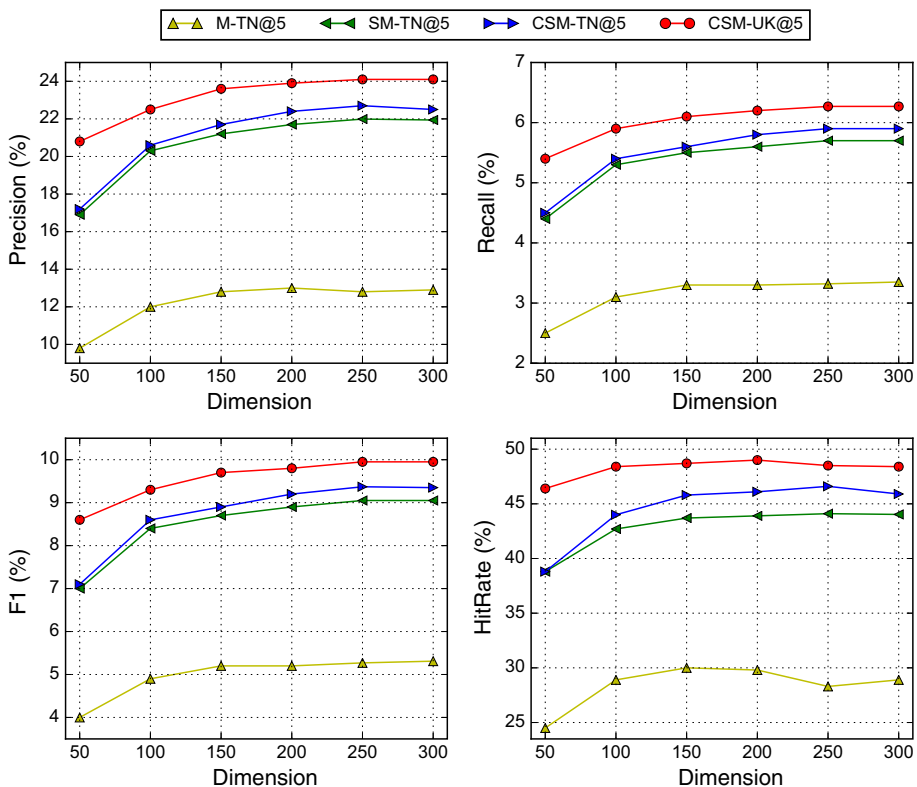 M-TN@5 SM-TN@5 CSM-TN@5 CSM-UK@5
Precision (%)
24
22
20
18
16
14
12
10
50 100 150 200 250 300
Dimension
Recall (%)
7
6
5
4
3
2
50 100 150 200 250 300
Dimension
F1 (%)
10
9
8
7
6
5
4
50 100 150 200 250 300
Dimension
HitRate (%)
50
45
40
35
30
25
50 100 150 200 250 300
Dimension